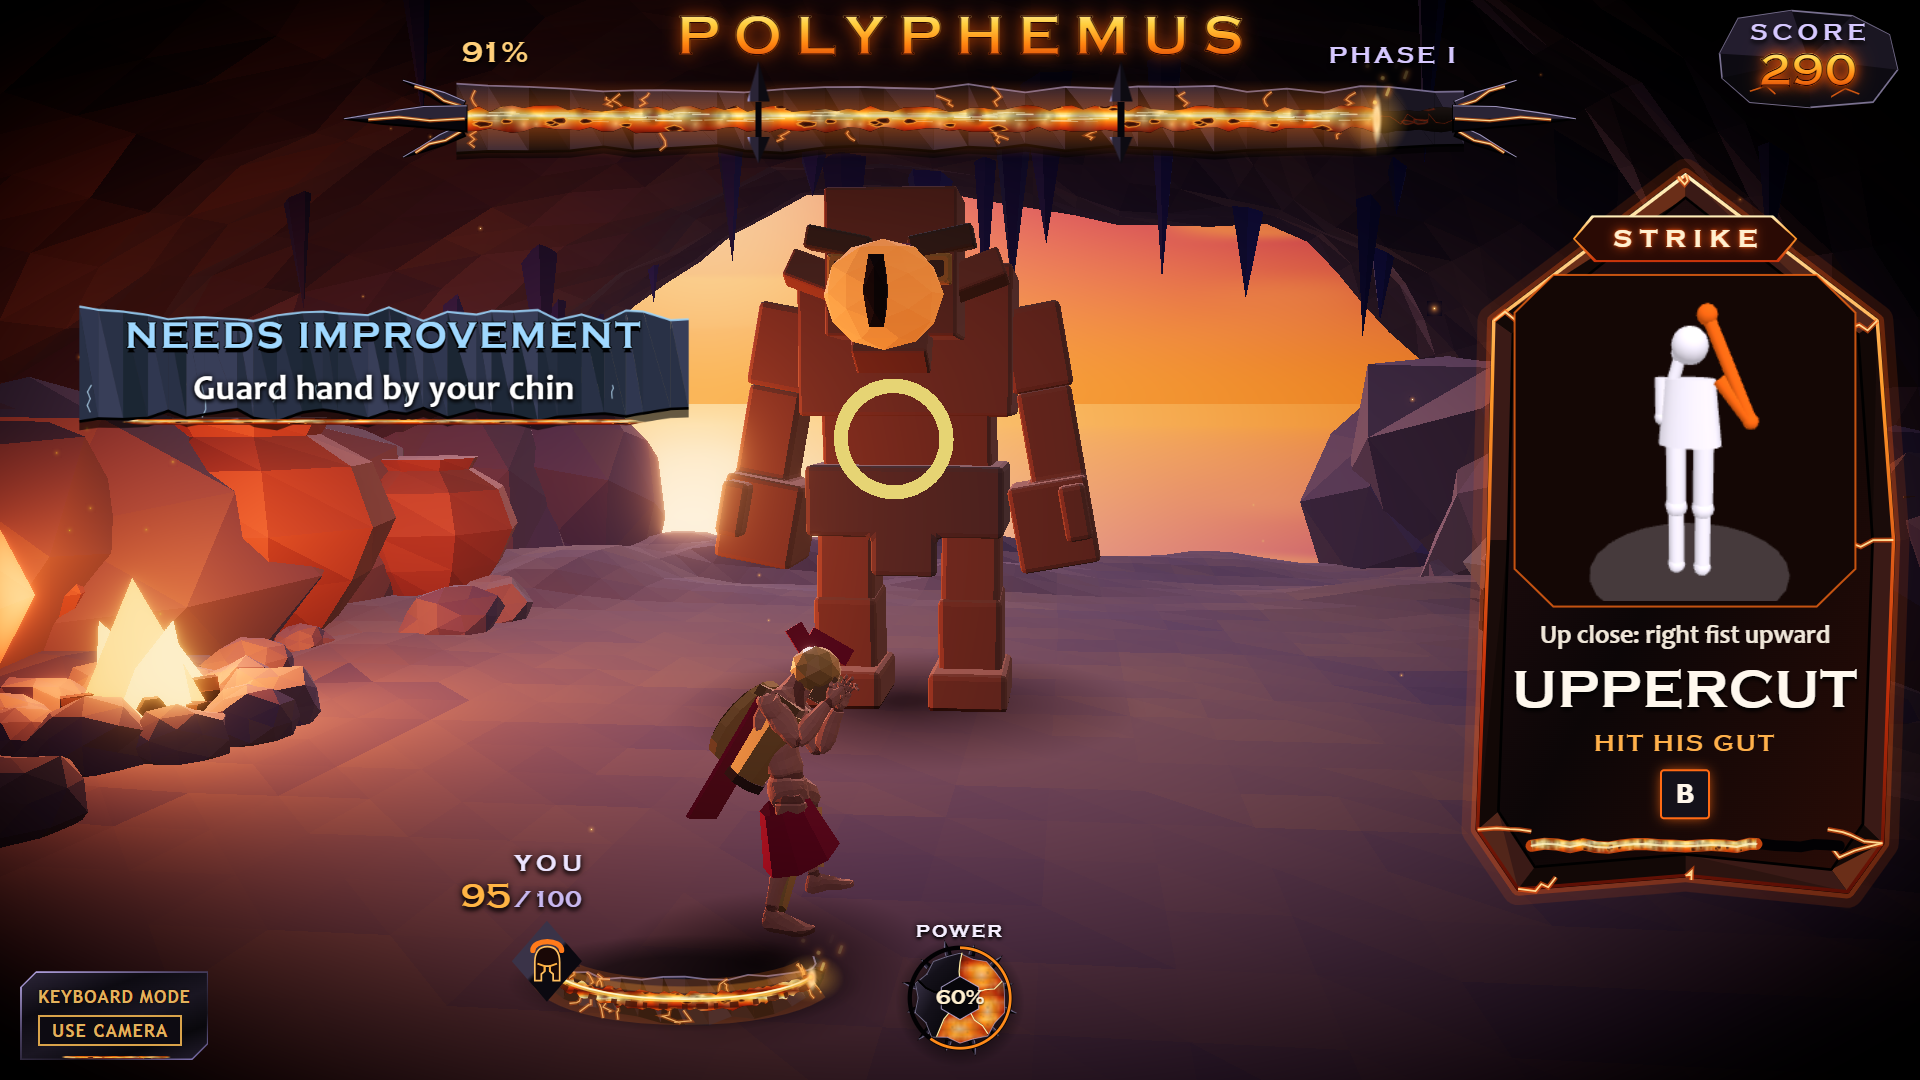 POLYPHEMUS
91%
PHASE I
SCORE
290
STRIKE
NEEDS IMPROVEMENT
Guard hand by your chin
Up close: right fist upward
UPPERCUT
HIT HIS GUT
B
YOU
95/100
POWER
60%
KEYBOARD MODE
USE CAMERA